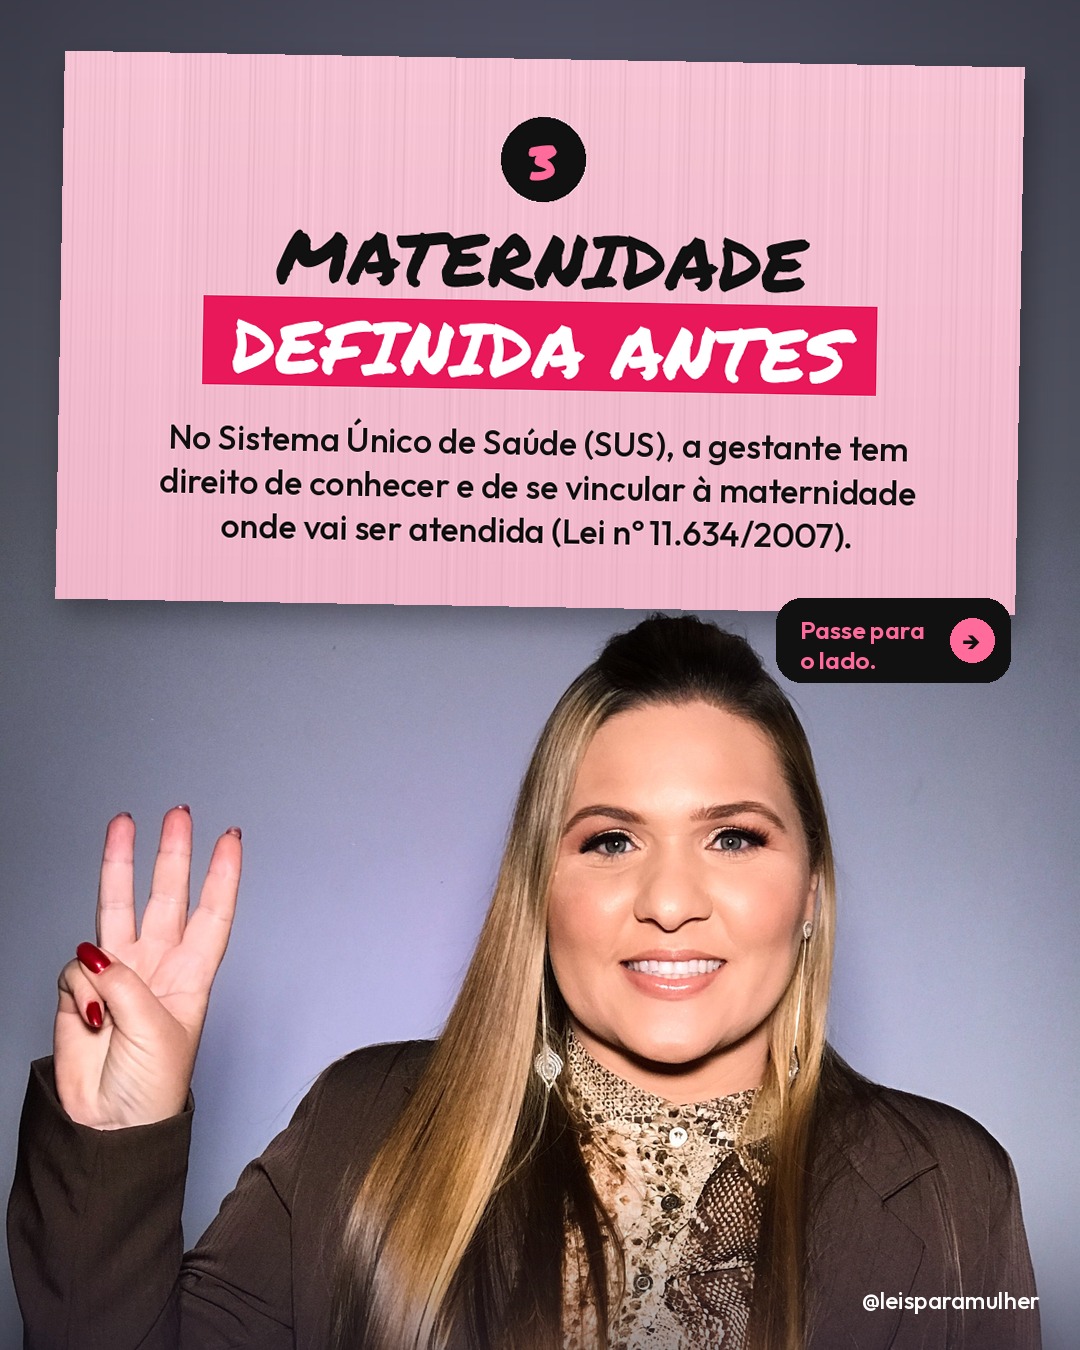 3
MATERNIDADE
DEFINIDA ANTES
No Sistema Único de Saúde (SUS), a gestante tem
direito de conhecer e de se vincular à maternidade
onde vai ser atendida (Lei nº 11.634/2007).
Passe para
o lado.
@leisparamulher